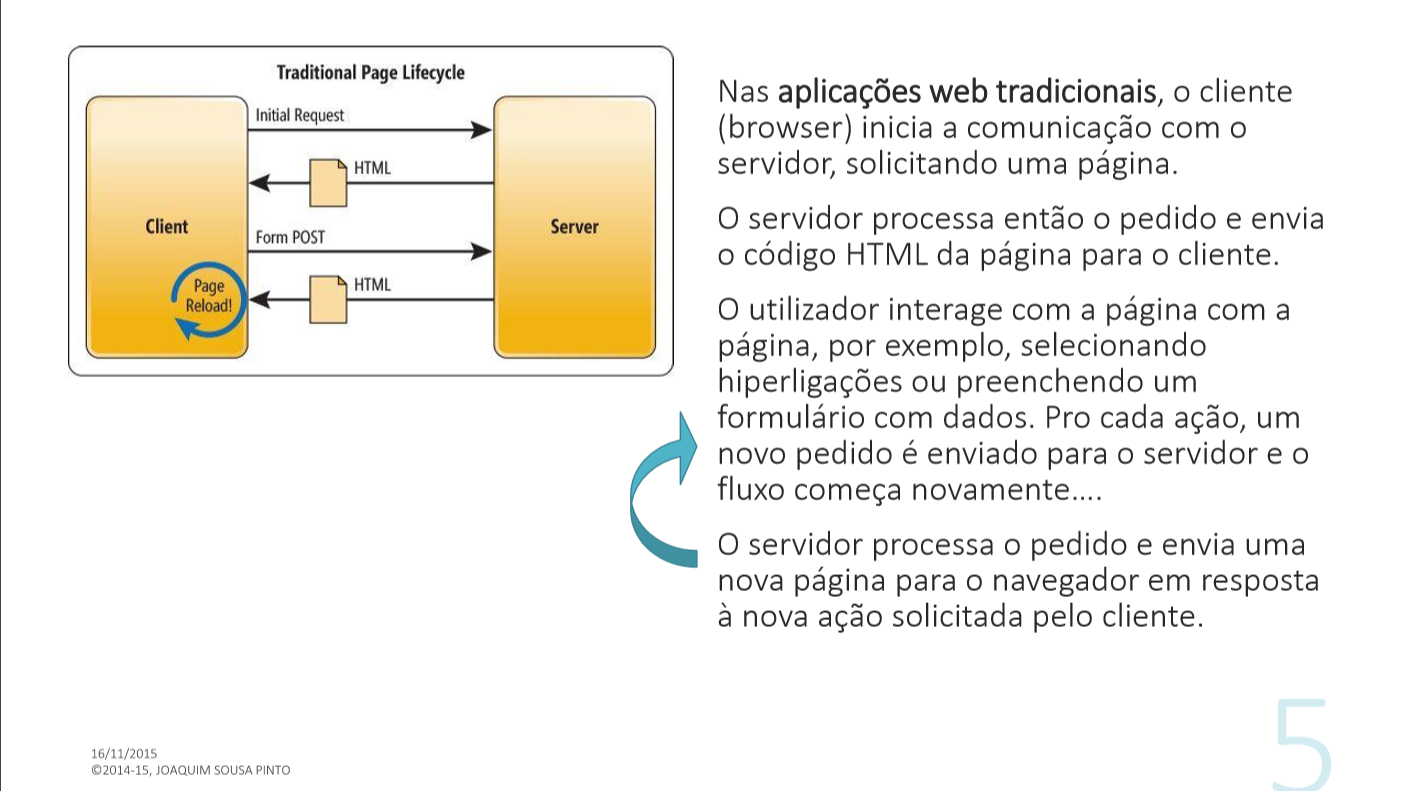 Traditional Page Lifecycle
Initial Request
HTML
Client
Server
Form POST
HTML
Page
Reload!
Nas aplicações web tradicionais, o cliente
(browser) inicia a comunicação com o
servidor, solicitando uma página.
O servidor processa então o pedido e envia
o código HTML da página para o cliente.
O utilizador interage com a página com a
página, por exemplo, selecionando
hiperligações ou preenchendo um
formulário com dados. Pro cada ação, um
novo pedido é enviado para o servidor e o
fluxo começa novamente....
O servidor processa o pedido e envia uma
nova página para o navegador em resposta
à nova ação solicitada pelo cliente.
16/11/2015
©2014-15, JOAQUIM SOUSA PINTO
5